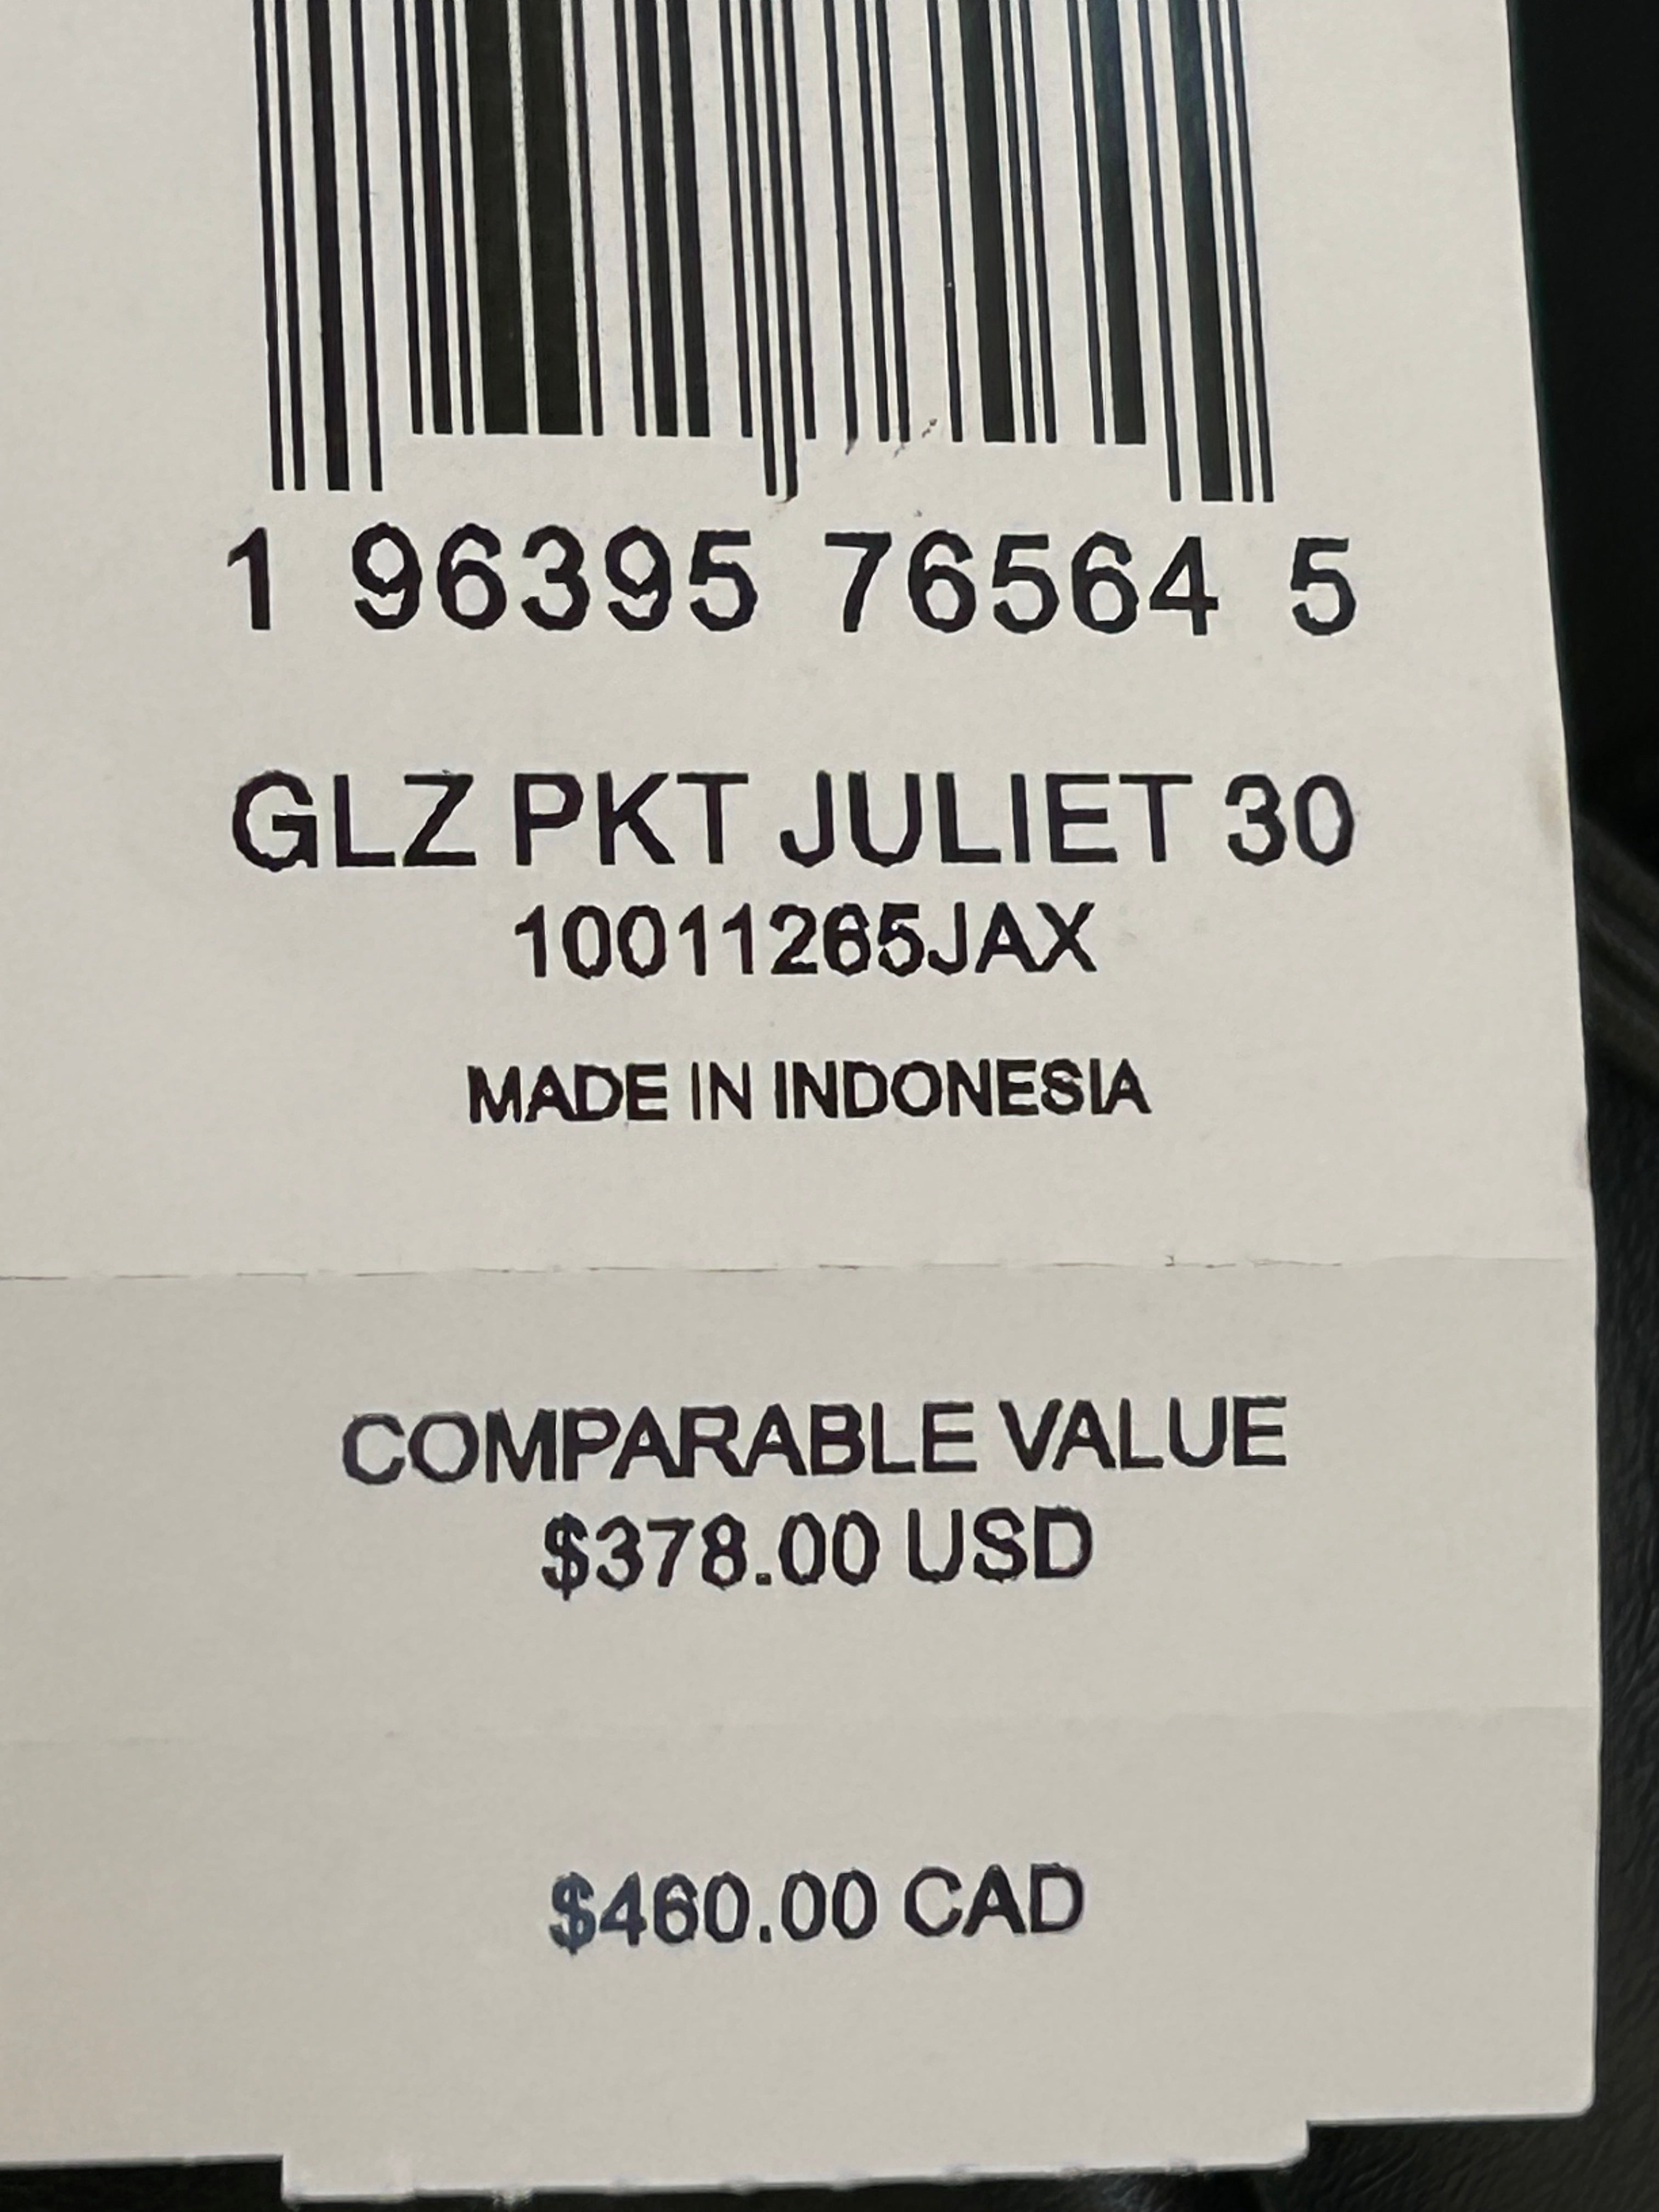 1 96395 76564 5
GLZ PKT JULIET 30
10011265JAX
MADE IN INDONESIA
COMPARABLE VALUE
$378.00 USD
$460.00 CAD